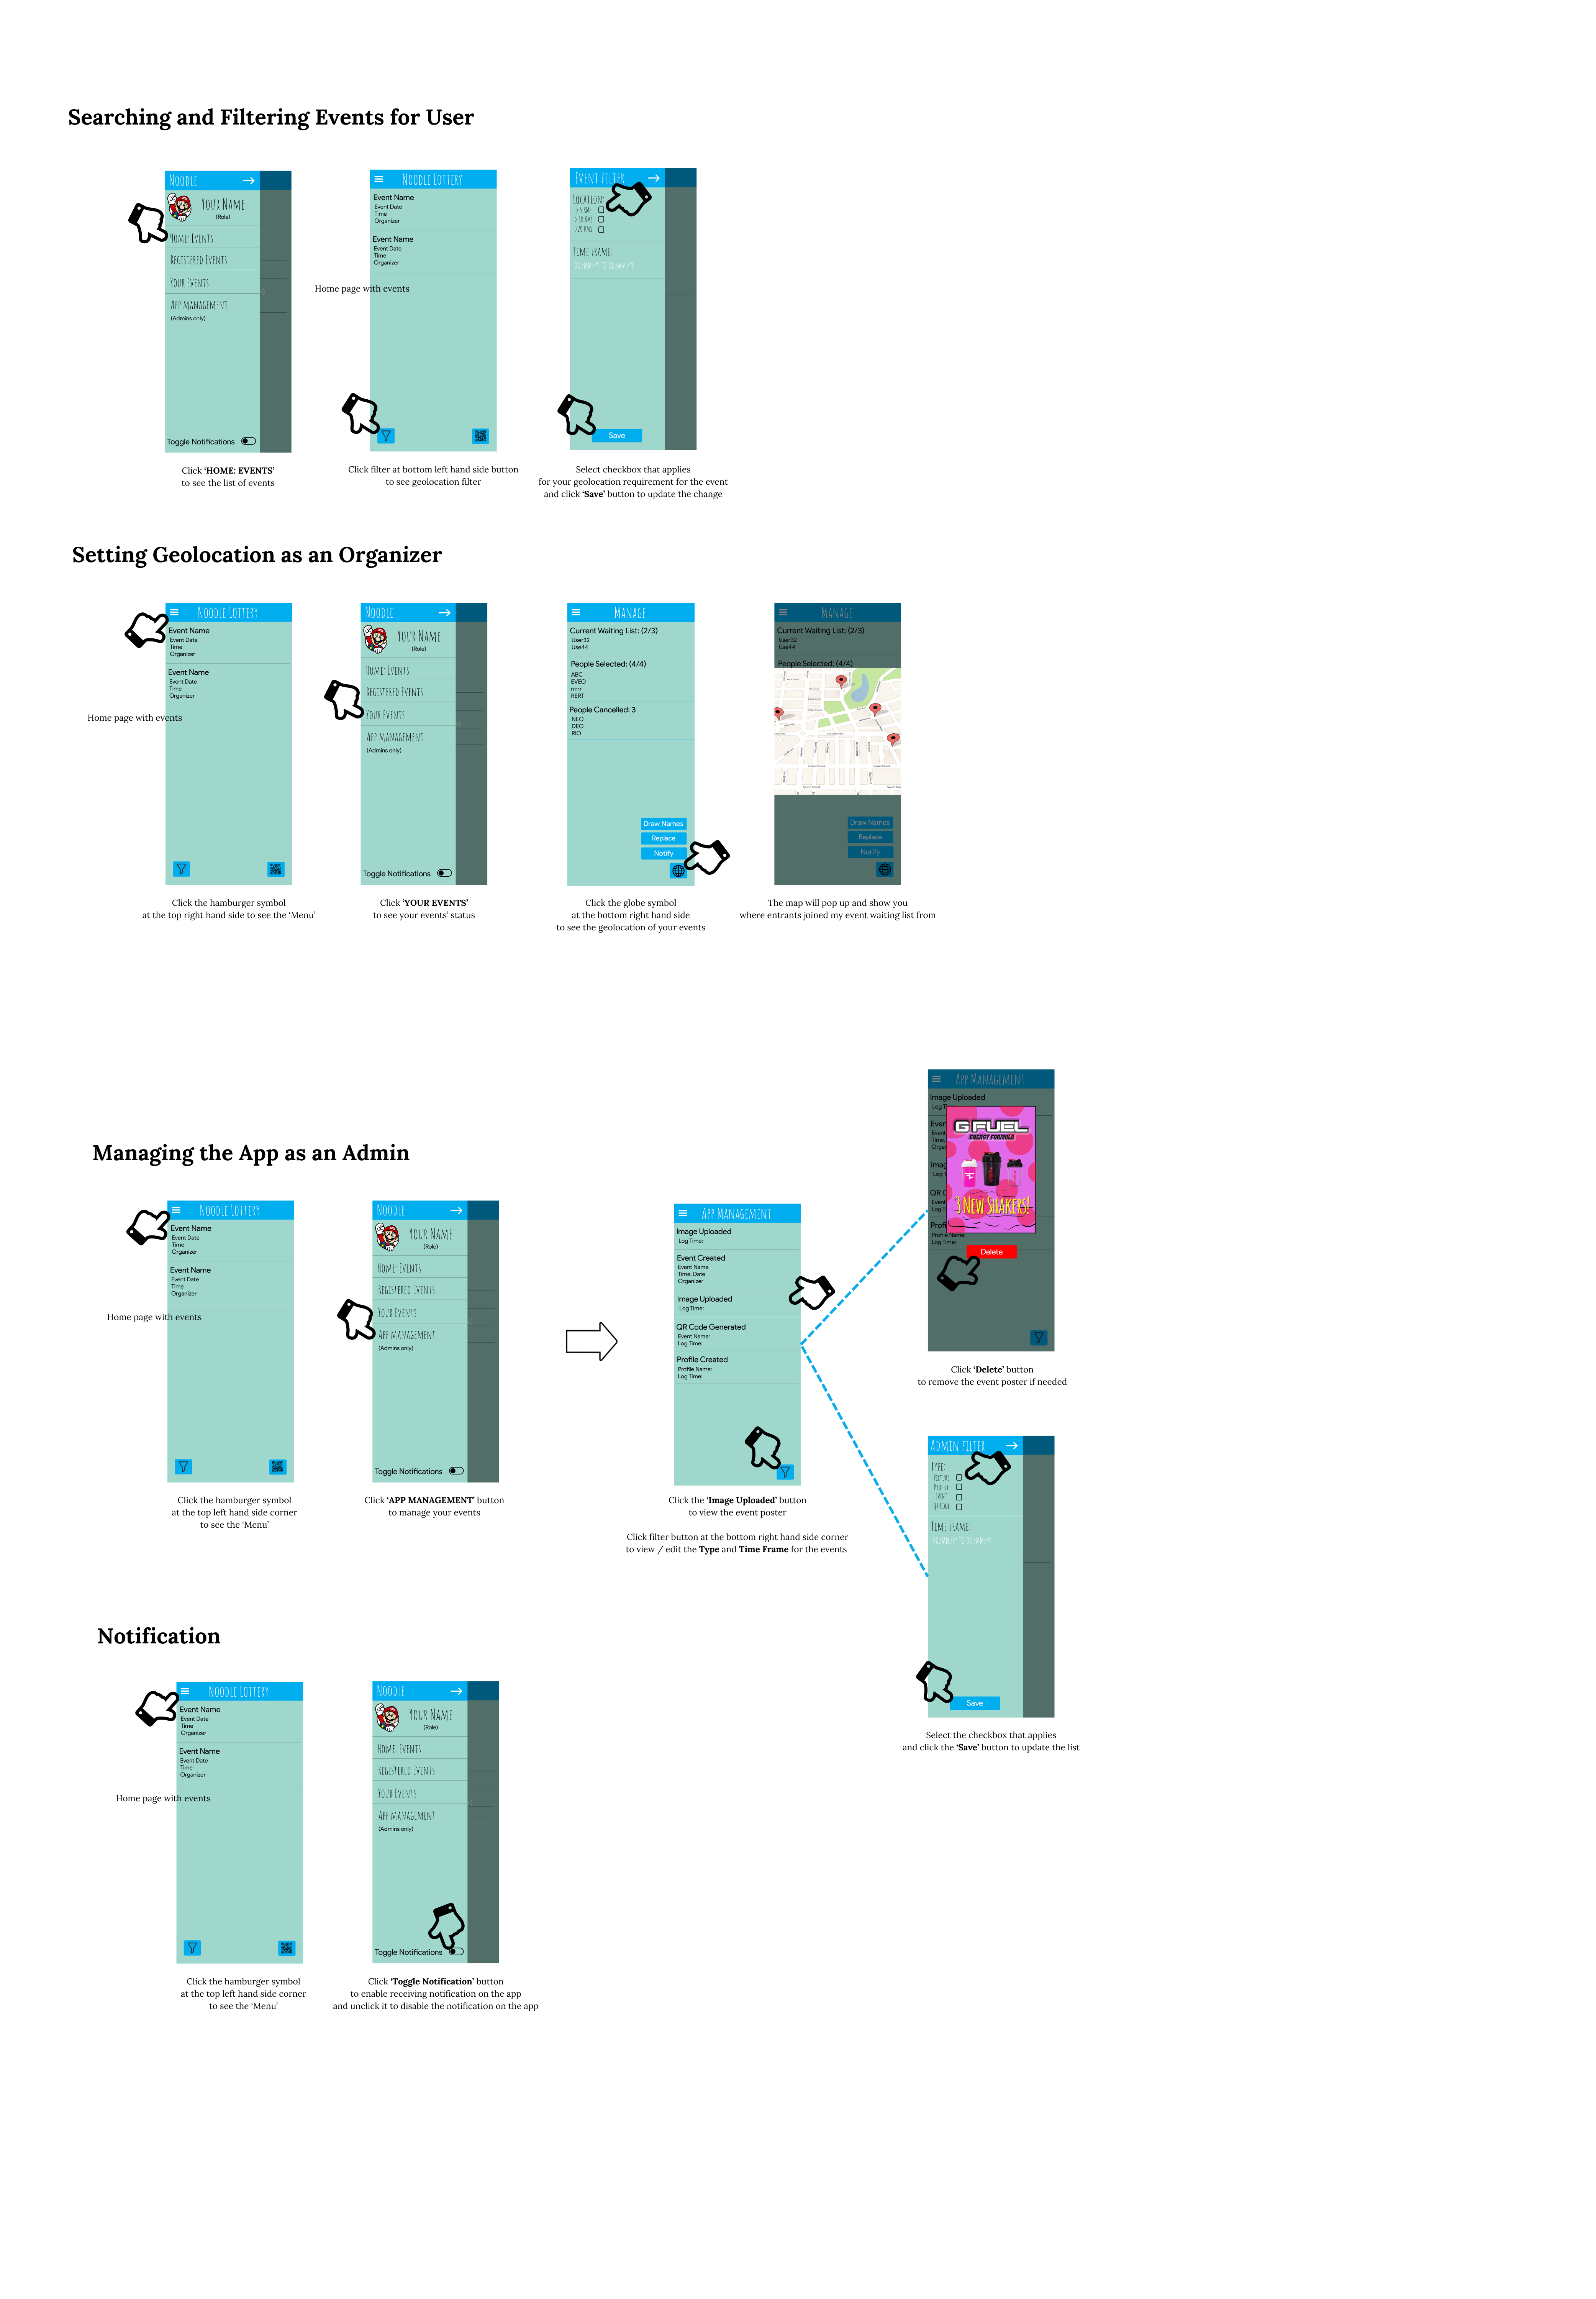 Searching and Filtering Events for User
NOODLE
YOUR NAME
(Role)
HOME: EVENTS
REGISTERED EVENTS
YOUR EVENTS
APP MANAGEMENT
(Admins only)
Toggle Notifications
Click ‘HOME: EVENTS’
to see the list of events
NOODLE LOTTERY
Event Name
Event Date
Time
Organizer
Event Name
Event Date
Time
Organizer
Home page with events
Click filter at bottom left hand side button
to see geolocation filter
EVENT FILTER
LOCATION:
> 5 KMS
> 10 KMS
>20 KMS
TIME FRAME:
DD/MM/YY TO DD/MM/YY
Save
Select checkbox that applies
for your geolocation requirement for the event
and click ‘Save’ button to update the change
Setting Geolocation as an Organizer
NOODLE LOTTERY
Event Name
Event Date
Time
Organizer
Event Name
Event Date
Time
Organizer
Home page with events
Click the hamburger symbol
at the top right hand side to see the ‘Menu’
NOODLE
YOUR NAME
(Role)
HOME: EVENTS
REGISTERED EVENTS
YOUR EVENTS
APP MANAGEMENT
(Admins only)
Toggle Notifications
Click ‘YOUR EVENTS’
to see your events’ status
MANAGE
Current Waiting List: (2/3)
User32
Use44
People Selected: (4/4)
ABC
EVEO
rrrrr
RERT
People Cancelled: 3
NEO
DEO
RIO
Draw Names
Replace
Notify
Click the globe symbol
at the bottom right hand side
to see the geolocation of your events
MANAGE
Current Waiting List: (2/3)
User32
Use44
People Selected: (4/4)
Draw Names
Replace
Notify
The map will pop up and show you
where entrants joined my event waiting list from
Managing the App as an Admin
NOODLE LOTTERY
Event Name
Event Date
Time
Organizer
Event Name
Event Date
Time
Organizer
Home page with events
Click the hamburger symbol
at the top left hand side corner
to see the ‘Menu’
NOODLE
YOUR NAME
(Role)
HOME: EVENTS
REGISTERED EVENTS
YOUR EVENTS
APP MANAGEMENT
(Admins only)
Toggle Notifications
Click ‘APP MANAGEMENT’ button
to manage your events
APP MANAGEMENT
Image Uploaded
Log Time:
Event Created
Event Name
Time, Date
Organizer
Image Uploaded
Log Time:
QR Code Generated
Event Name:
Log Time:
Profile Created
Profile Name:
Log Time:
Click the ‘Image Uploaded’ button
to view the event poster
Click filter button at the bottom right hand side corner
to view / edit the Type and Time Frame for the events
APP MANAGEMENT
Image Uploaded
Log T
Even
Event
Time,
Orga
Imag
Log T
QR C
Event
Log T
Profi
Profile Name:
Log Time:
G FUEL
ENERGY FORMULA
3 NEW SHAKERS!
Delete
Click ‘Delete’ button
to remove the event poster if needed
ADMIN FILTER
TYPE:
PICTURE
PROFILE
EVENT
QR CODE
TIME FRAME:
DD/MM/YY TO DD/MM/YY
Save
Select the checkbox that applies
and click the ‘Save’ button to update the list
Notification
NOODLE LOTTERY
Event Name
Event Date
Time
Organizer
Event Name
Event Date
Time
Organizer
Home page with events
Click the hamburger symbol
at the top left hand side corner
to see the ‘Menu’
NOODLE
YOUR NAME
(Role)
HOME: EVENTS
REGISTERED EVENTS
YOUR EVENTS
APP MANAGEMENT
(Admins only)
Toggle Notifications
Click ‘Toggle Notification’ button
to enable receiving notification on the app
and unclick it to disable the notification on the app